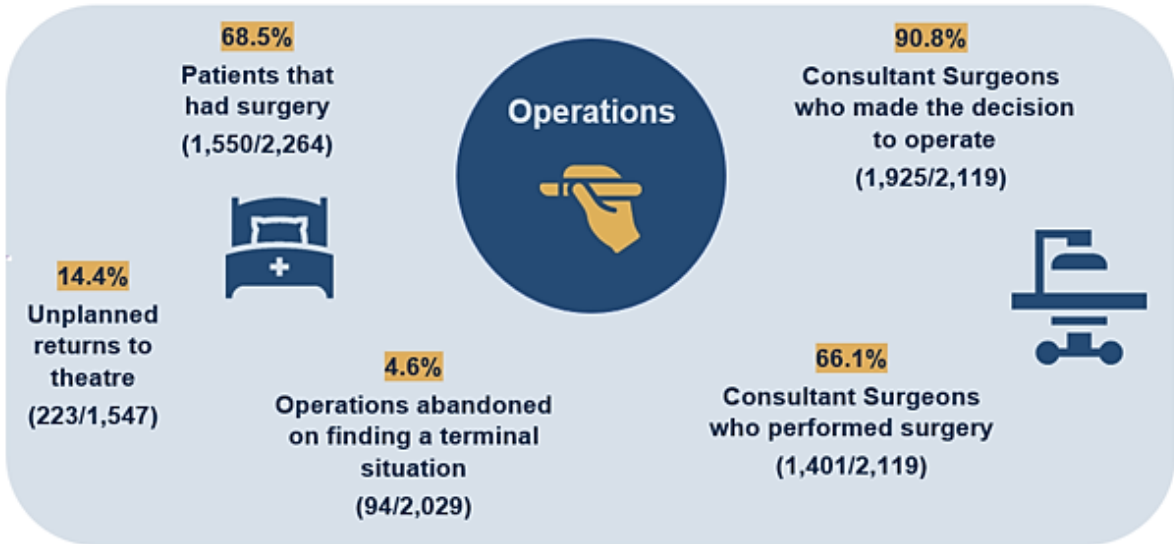 68.5%
Patients that
had surgery
(1,550/2,264)
Operations
90.8%
Consultant Surgeons
who made the decision
to operate
(1,925/2,119)
14.4%
Unplanned
returns to
theatre
(223/1,547)
4.6%
Operations abandoned
on finding a terminal
situation
(94/2,029)
66.1%
Consultant Surgeons
who performed surgery
(1,401/2,119)